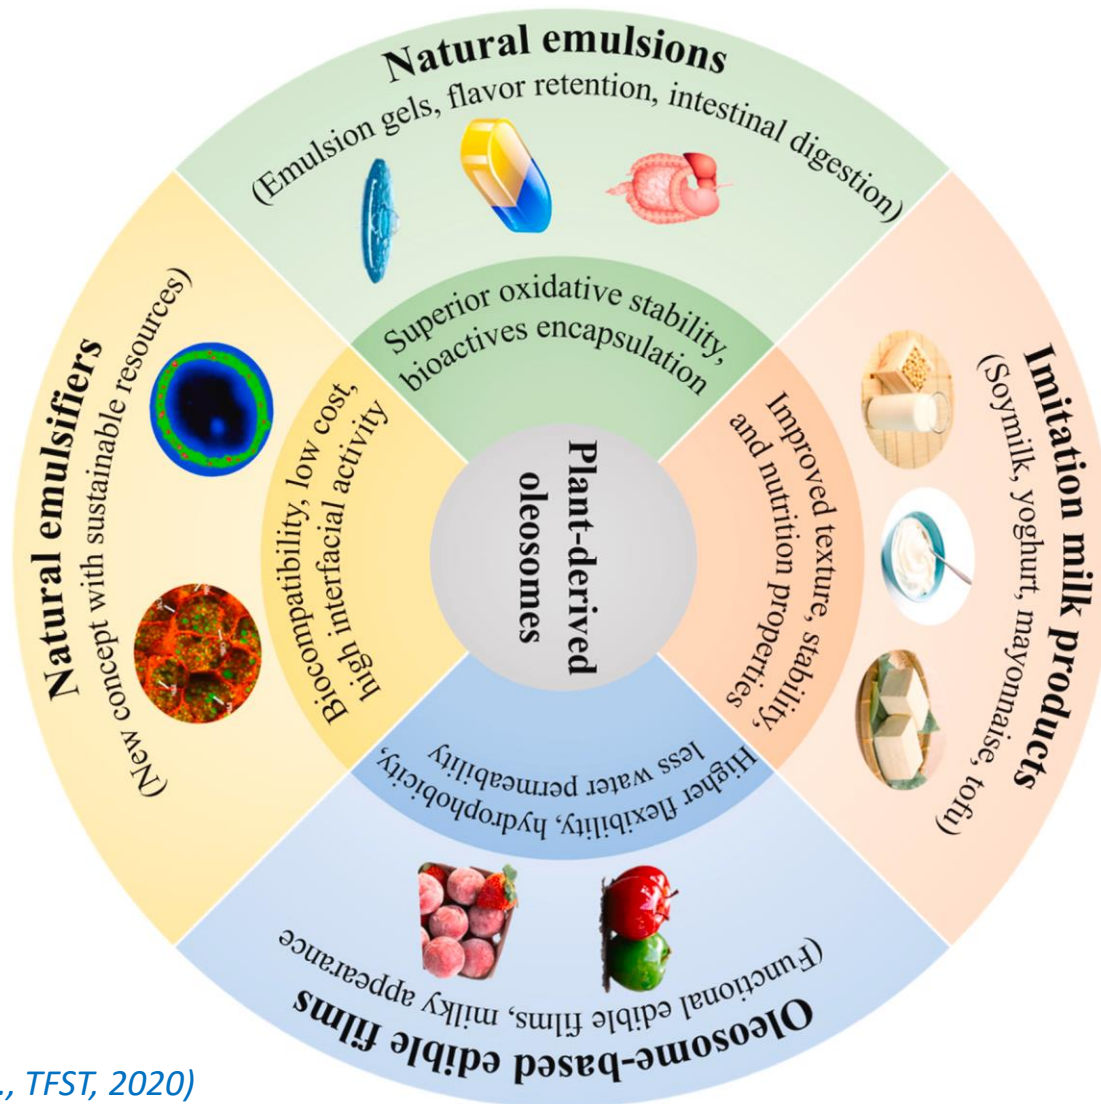 Natural emulsions
(Emulsion gels, flavor retention, intestinal digestion)
Superior oxidative stability,
bioactives encapsulation
Imitation milk products
(Soymilk, yoghurt, mayonnaise, tofu)
Improved texture, stability,
and nutrition properties
Plant-derived
oleosomes
Natural emulsifiers
(New concept with sustainable resources)
Biocompatibility, low cost,
high interfacial activity
Higher flexibility, hydrophobicity,
less water permeability
(Functional edible films, milky appearance
Oleosome-based edible films
., TFST, 2020)